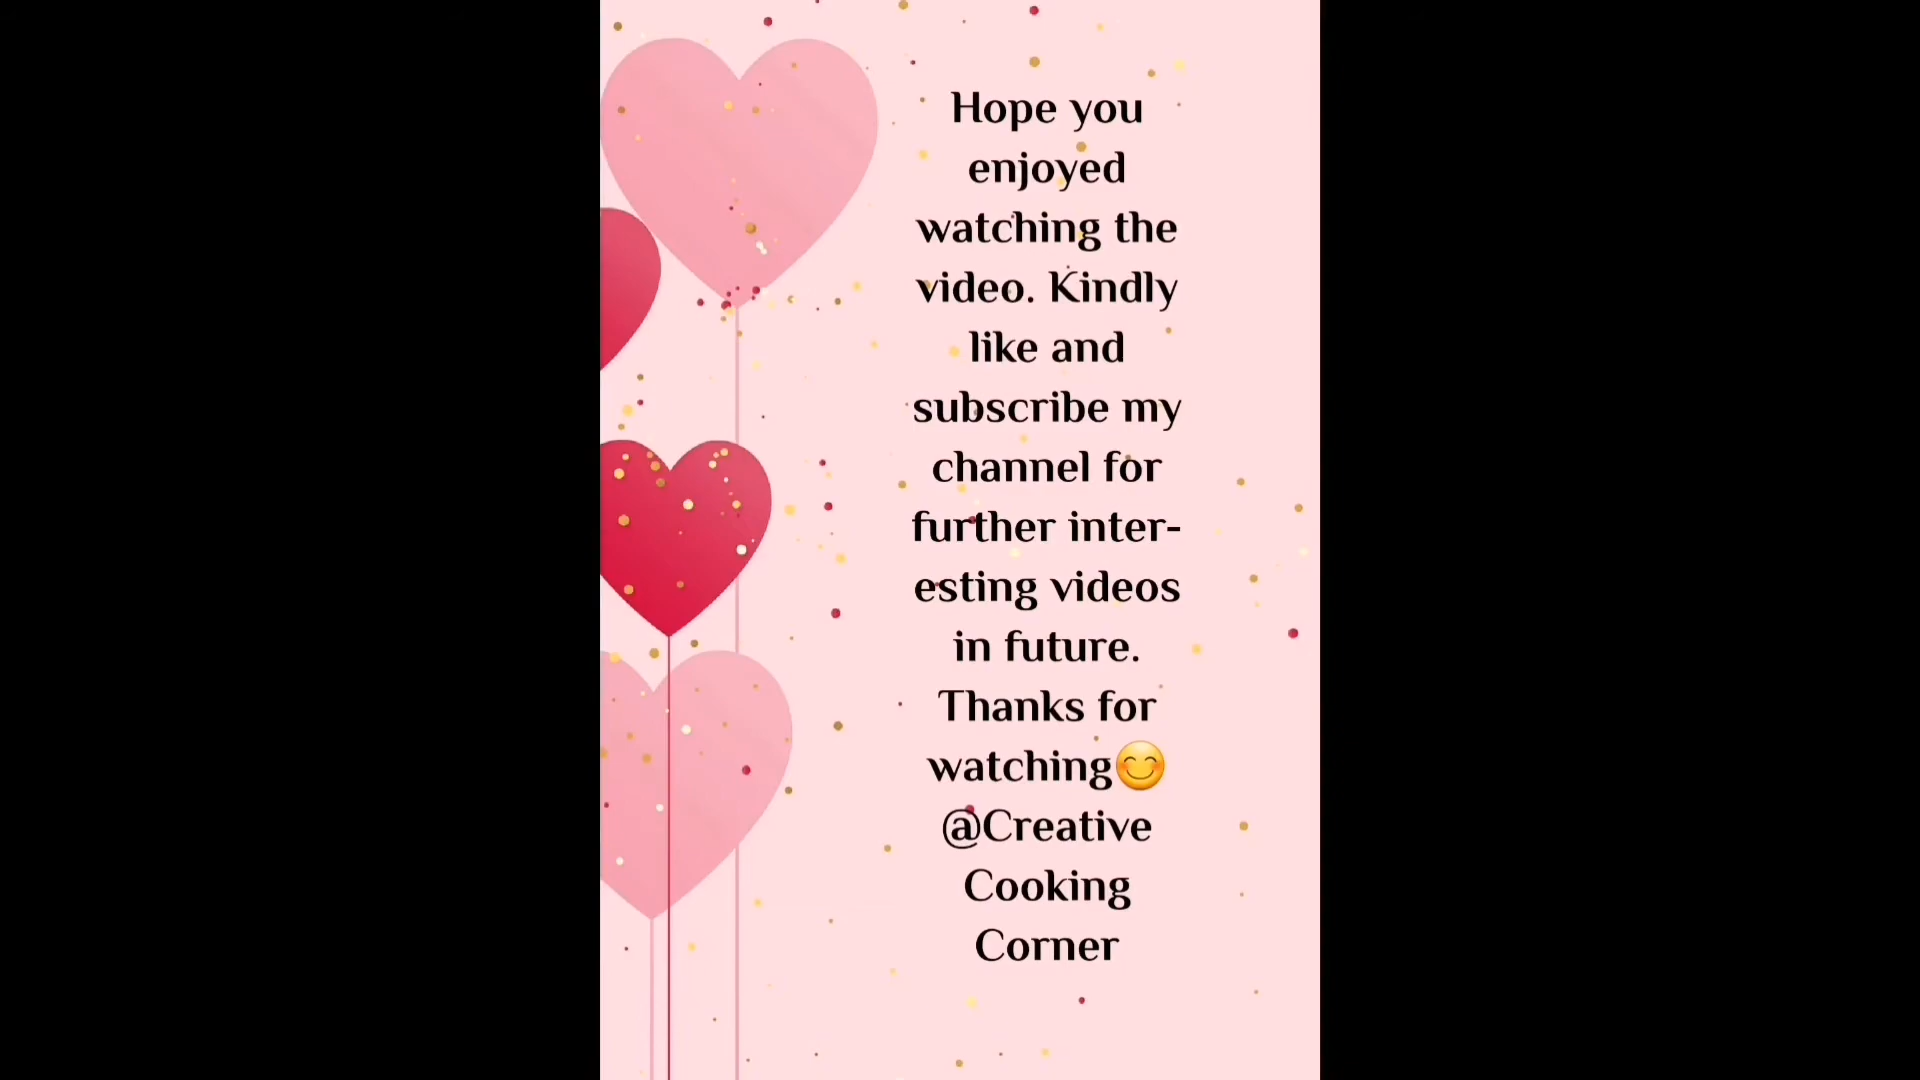 Hope you
enjoyed
watching the
video. Kindly
like and
subscribe my
channel for
further inter-
esting videos
in future.
Thanks for
watching😊
@Creative
Cooking
Corner